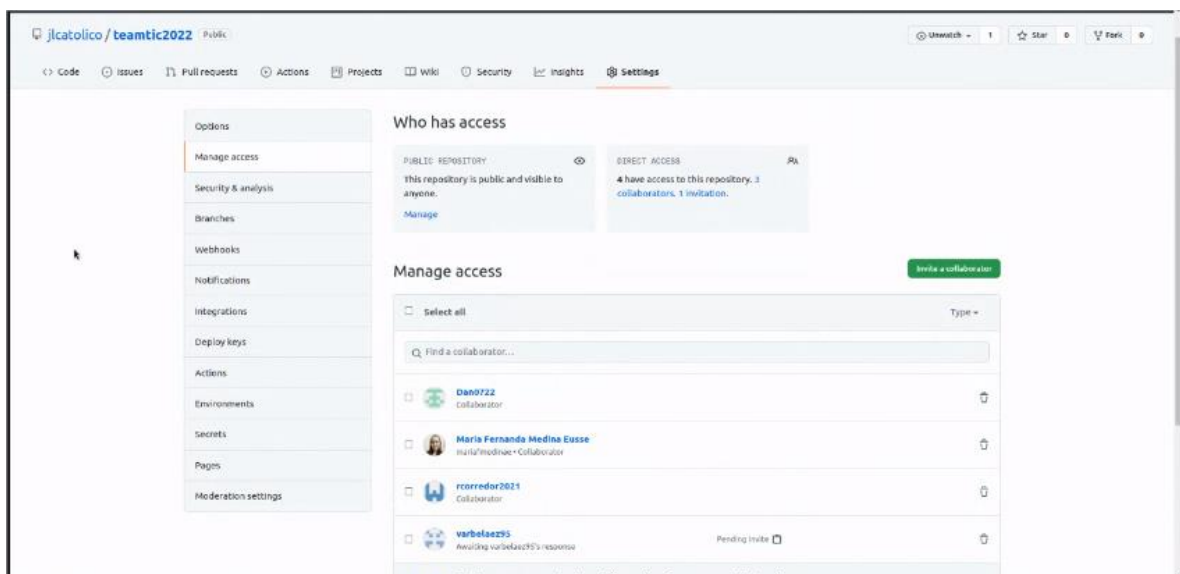 jlcatolico / teamtic2022 Public
Unwatch 1 Star 0 Fork 0
Code Issues Pull requests Actions Projects Wiki Security Insights Settings
Options
Manage access
Security & analysis
Branches
Webhooks
Notifications
Integrations
Deploy keys
Actions
Environments
Secrets
Pages
Moderation settings
Who has access
PUBLIC REPOSITORY
This repository is public and visible to
anyone.
Manage
DIRECT ACCESS
4 have access to this repository. 3
collaborators. 1 invitation.
Manage access
Invite a collaborator
Select all
Type
Find a collaborator...
Dan0722
Collaborator
Maria Fernanda Medina Eusse
mariafmedinae • Collaborator
rcorredor2021
Collaborator
varbelaez95
Awaiting varbelaez95's response
Pending Invite